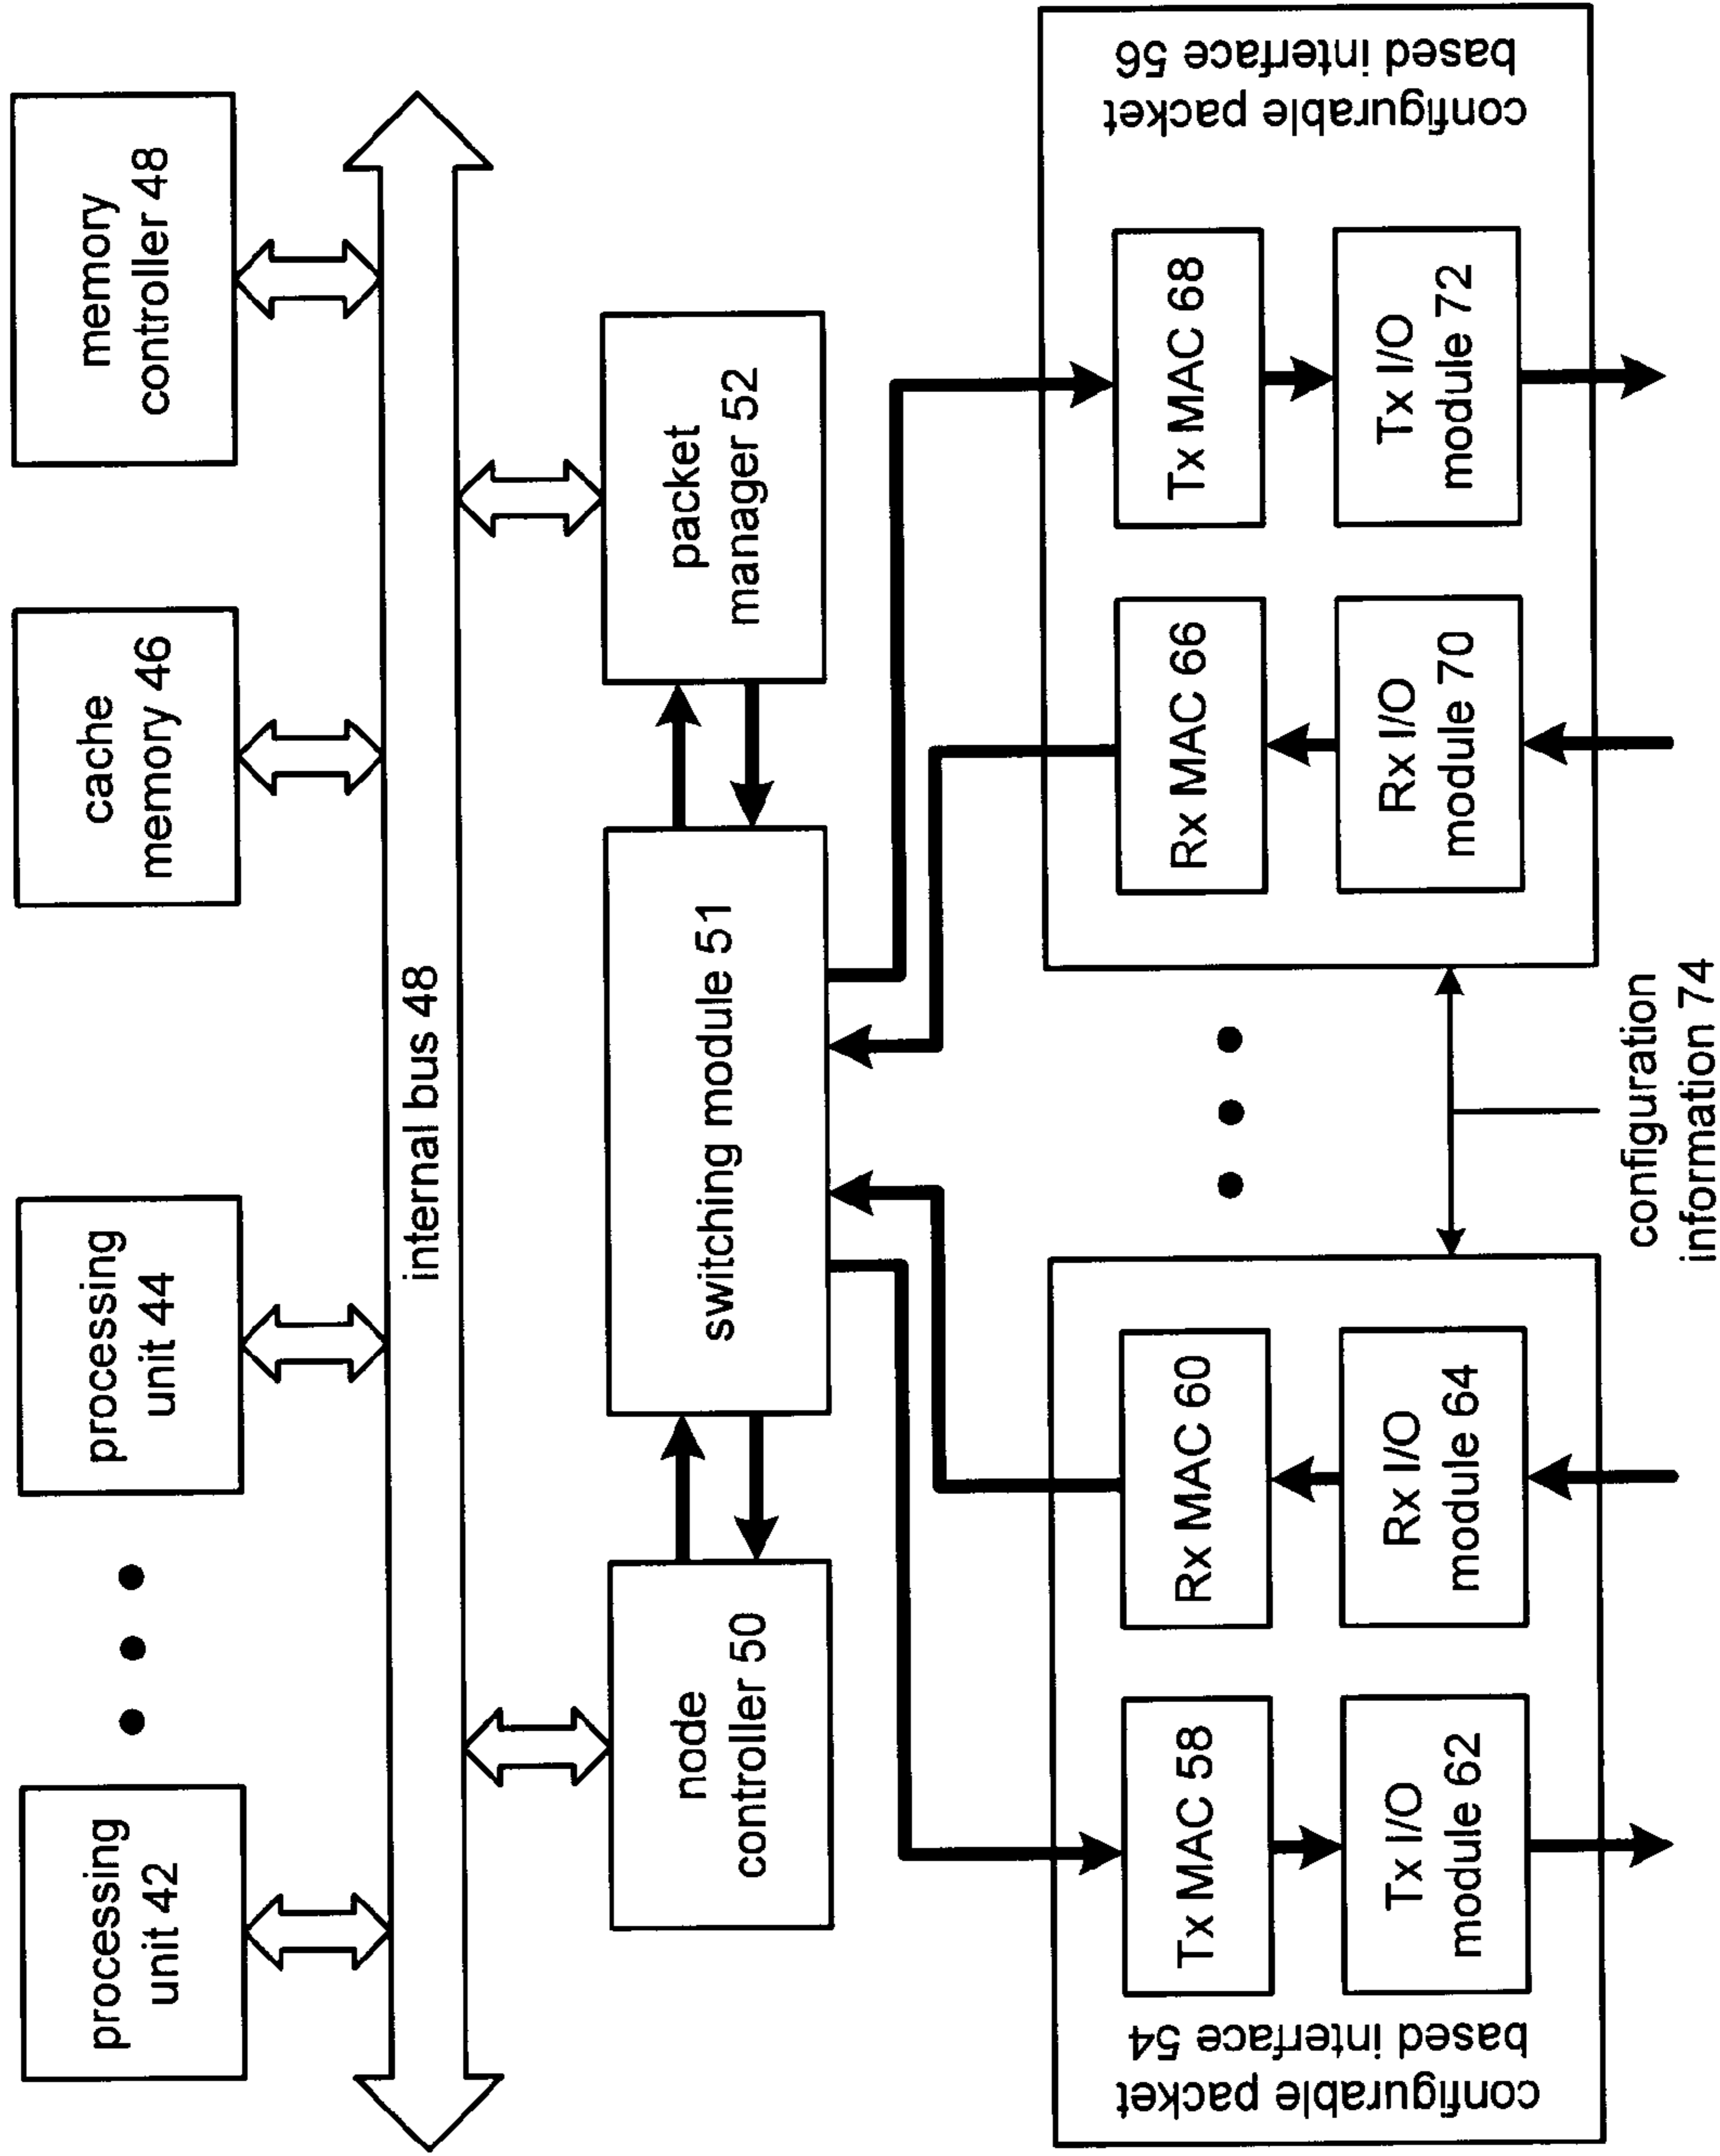 processing
unit 42
processing
unit 44
cache
memory 46
memory
controller 48
internal bus 48
node
controller 50
switching module 51
packet
manager 52
configurable packet
based interface 54
Tx MAC 58
Rx MAC 60
Tx I/O
module 62
Rx I/O
module 64
configuration
information 74
Rx MAC 66
Tx MAC 68
Rx I/O
module 70
Tx I/O
module 72
configurable packet
based interface 56